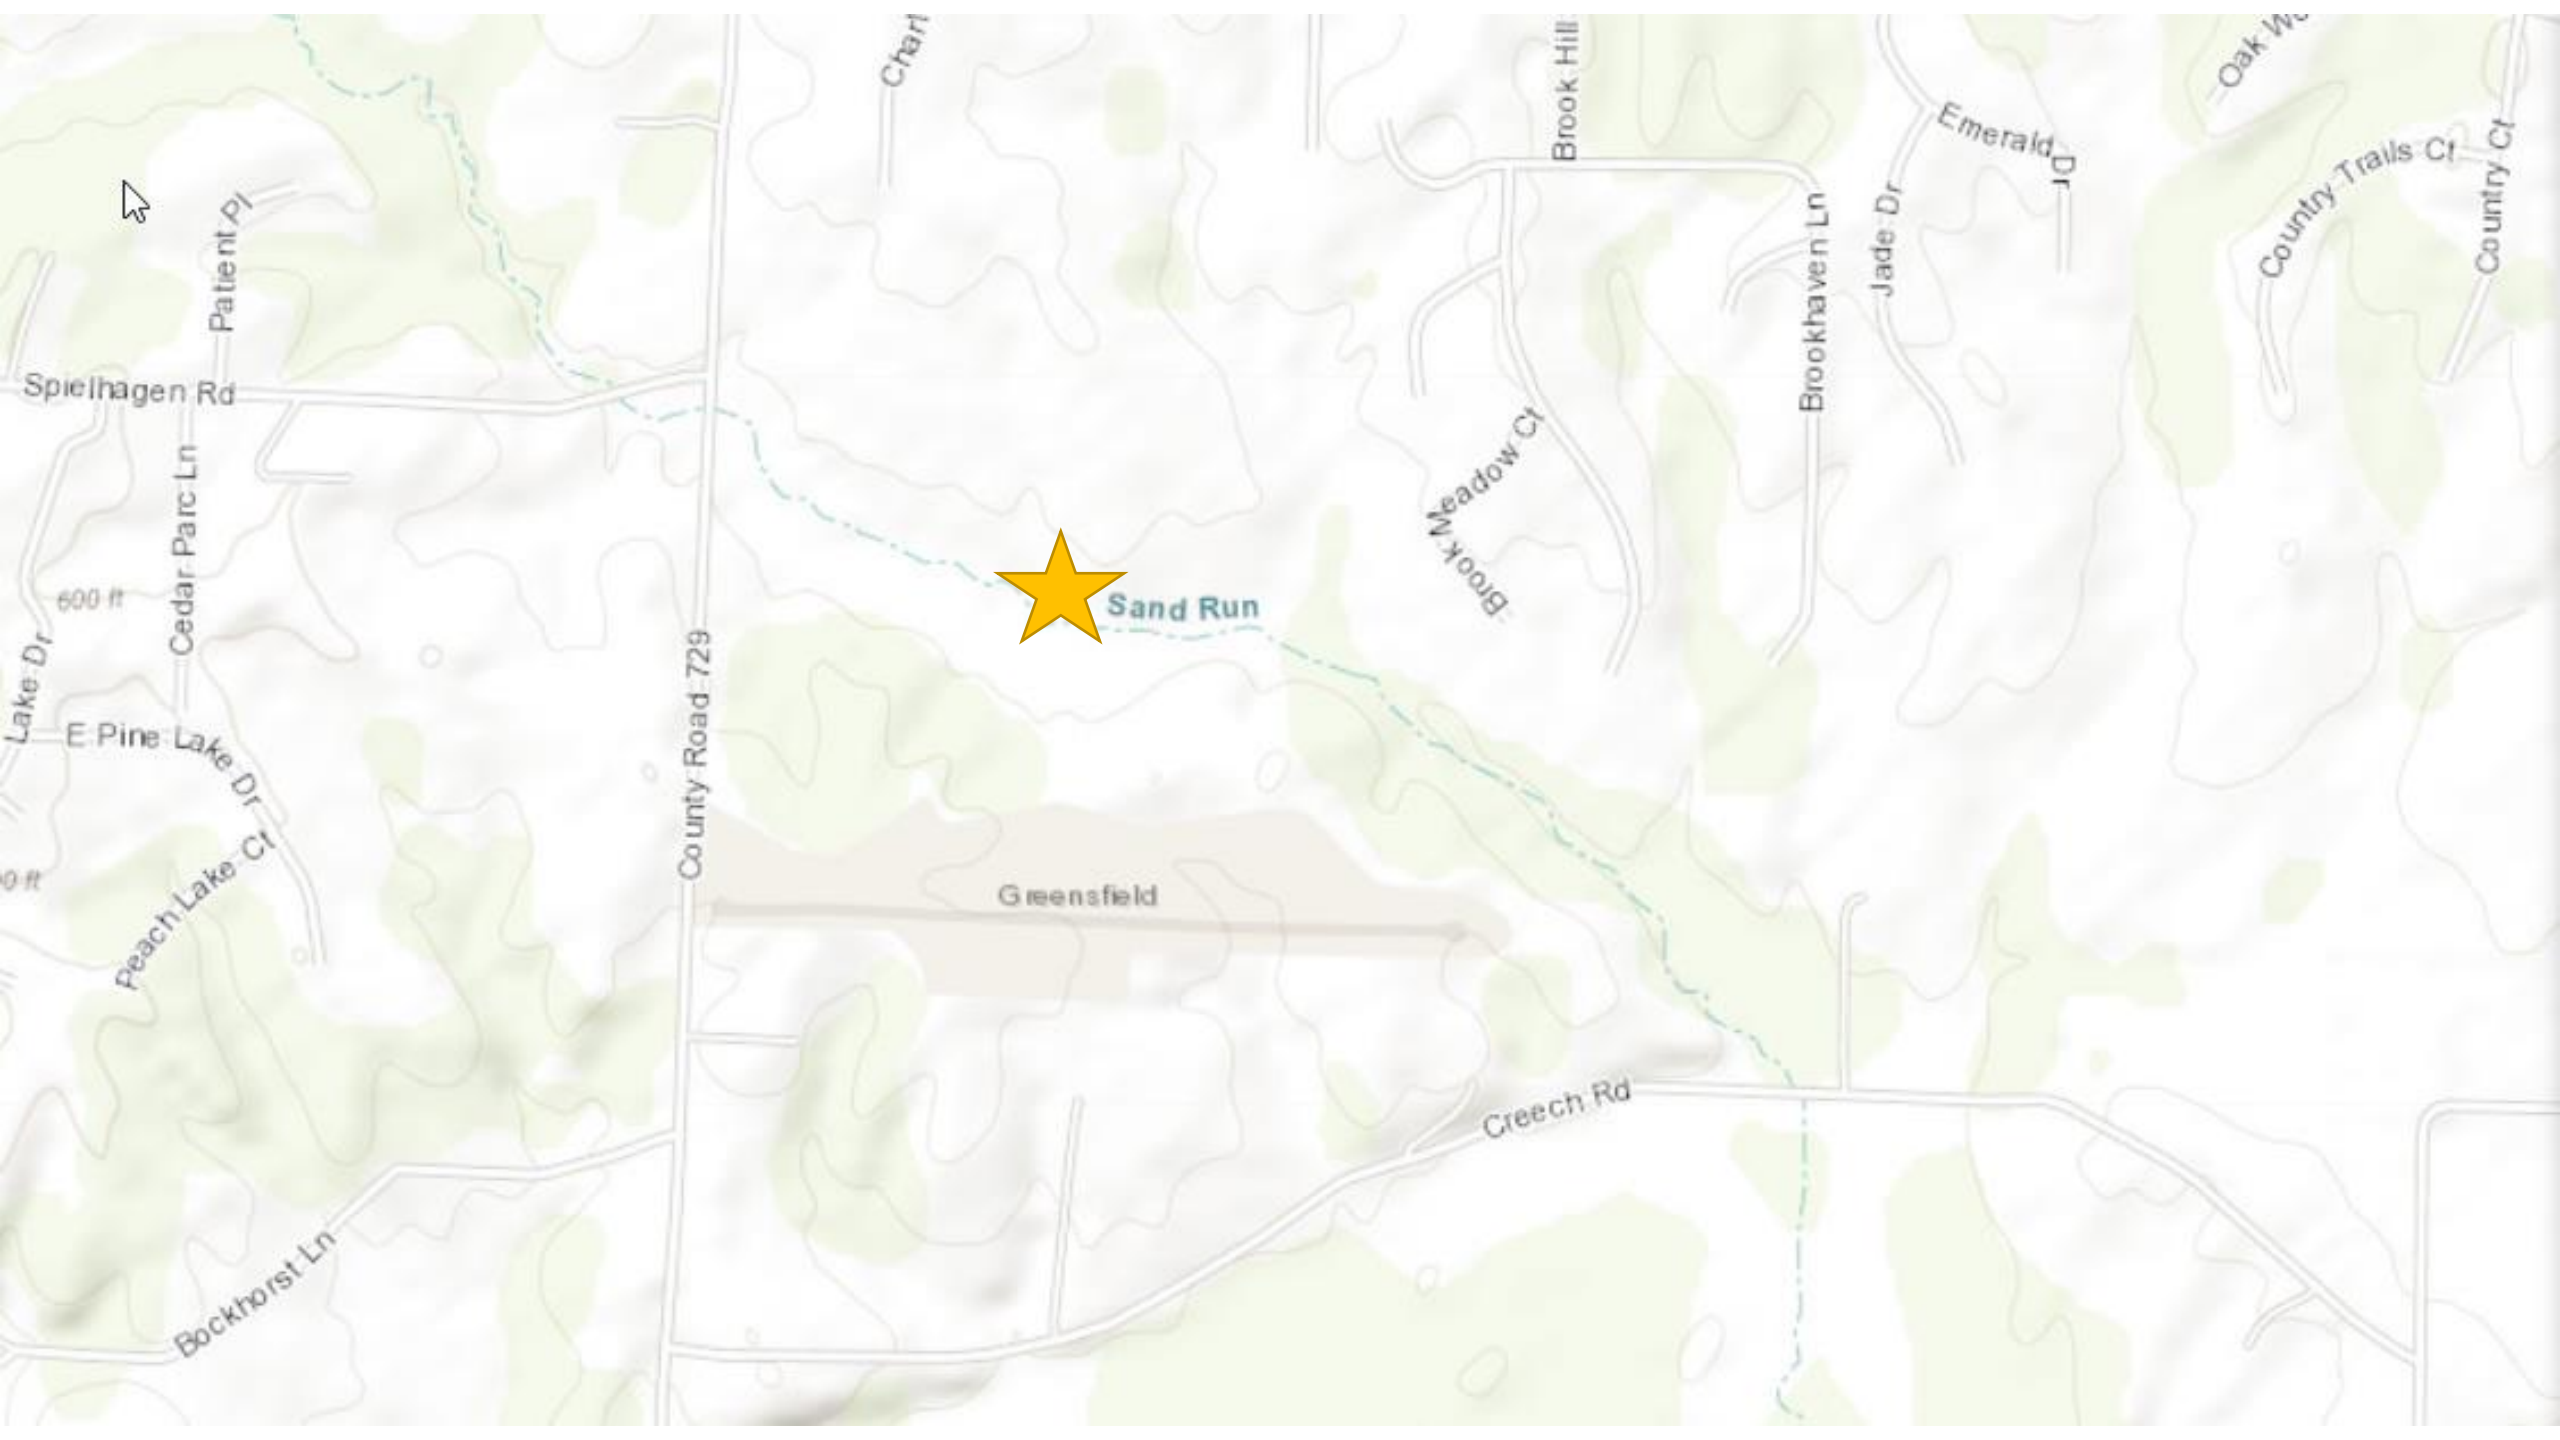 Brook Hill
Emerald Dr
Country Trails Ct
Country Ct
Patient Pl
Brookhaven Ln
Jade Dr
Spielhagen Rd
Cedar Parc Ln
Brook Meadow Ct
600 ft
Sand Run
Lake Dr
E Pine Lake Dr
County Road 729
Peach Lake Ct
Greensfield
Creech Rd
Bockhorst Ln